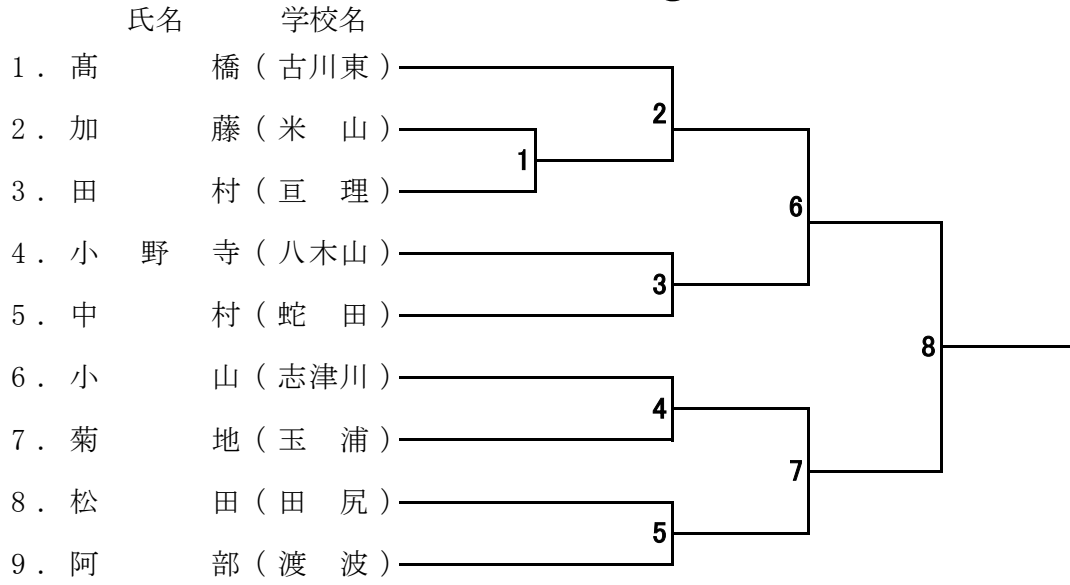 氏名 学校名
1. 髙 橋(古川東)
2. 加 藤(米 山)
3. 田 村(亘 理)
4. 小 野 寺(八木山)
5. 中 村(蛇 田)
6. 小 山(志津川)
7. 菊 地(玉 浦)
8. 松 田(田 尻)
9. 阿 部(渡 波)
1
2
3
4
5
6
7
8